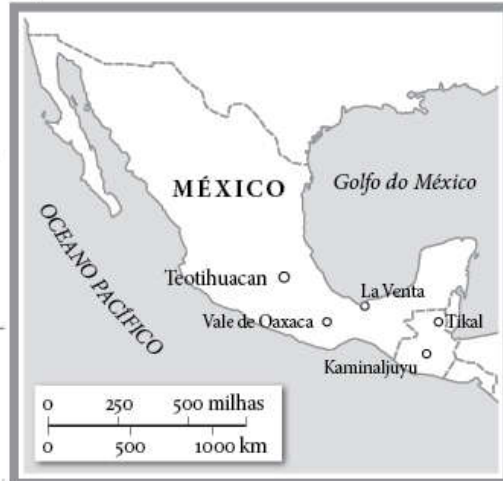 MÉXICO
Golfo do México
OCEANO PACÍFICO
Teotihuacan
La Venta
Vale de Oaxaca
Tikal
Kaminaljuyu
0 250 500 milhas
0 500 1000 km